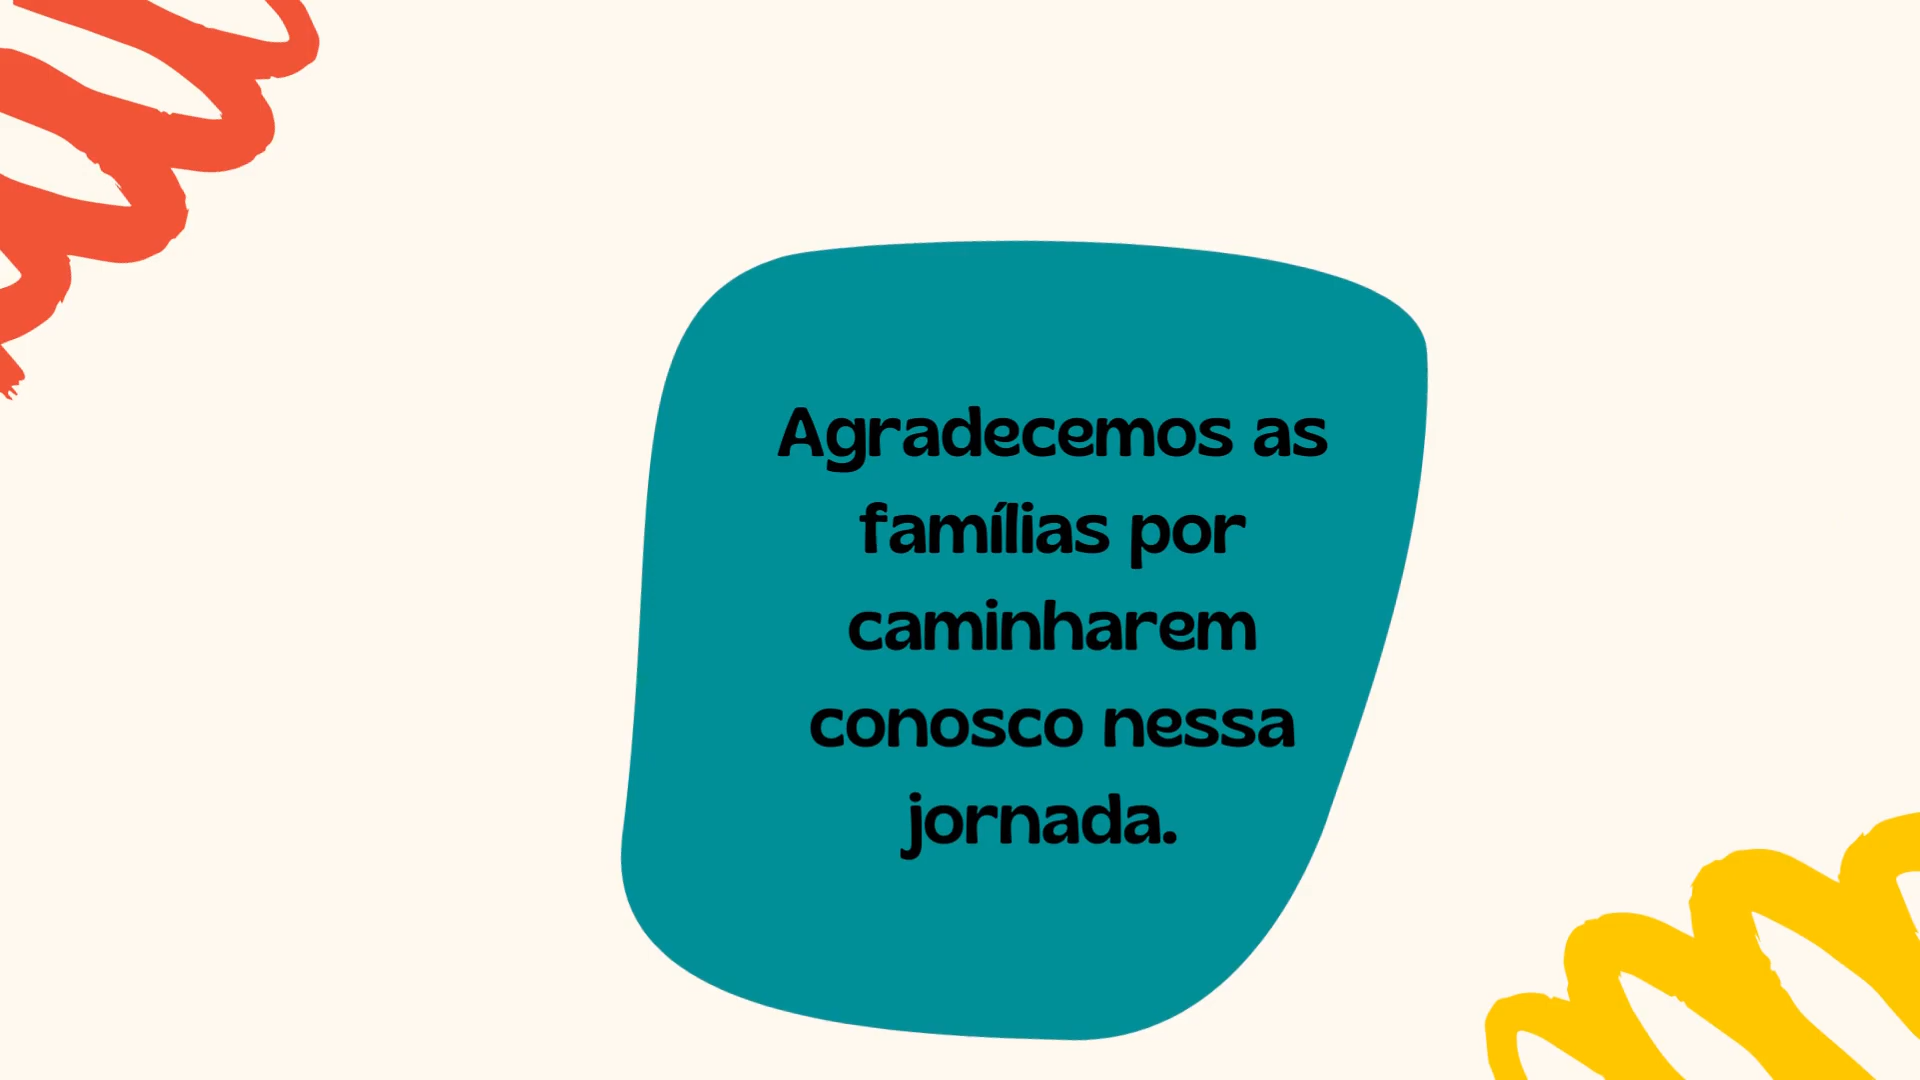 Agradecemos as
famílias por
caminharem
conosco nessa
jornada.